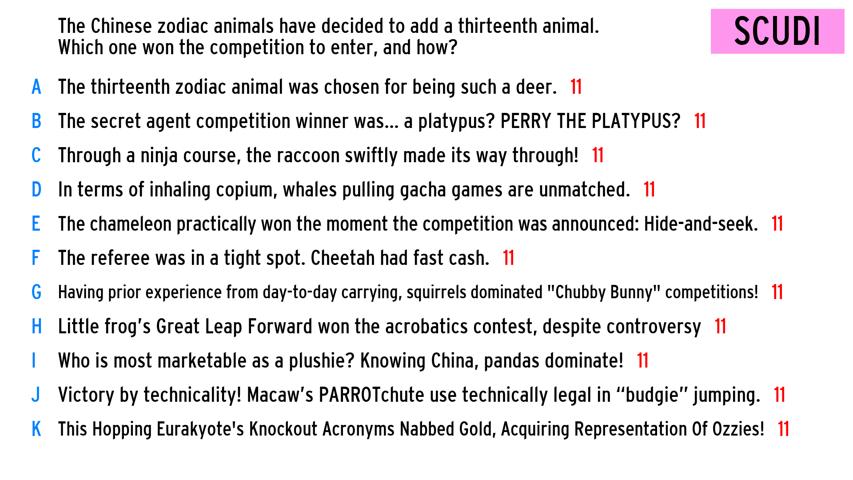 The Chinese zodiac animals have decided to add a thirteenth animal.
Which one won the competition to enter, and how?
SCUDI
A The thirteenth zodiac animal was chosen for being such a deer. 11
B The secret agent competition winner was... a platypus? PERRY THE PLATYPUS? 11
C Through a ninja course, the raccoon swiftly made its way through! 11
D In terms of inhaling copium, whales pulling gacha games are unmatched. 11
E The chameleon practically won the moment the competition was announced: Hide-and-seek. 11
F The referee was in a tight spot. Cheetah had fast cash. 11
G Having prior experience from day-to-day carrying, squirrels dominated "Chubby Bunny" competitions! 11
H Little frog’s Great Leap Forward won the acrobatics contest, despite controversy 11
I Who is most marketable as a plushie? Knowing China, pandas dominate! 11
J Victory by technicality! Macaw’s PARROTchute use technically legal in “budgie” jumping. 11
K This Hopping Eurakyote's Knockout Acronyms Nabbed Gold, Acquiring Representation Of Ozzies! 11